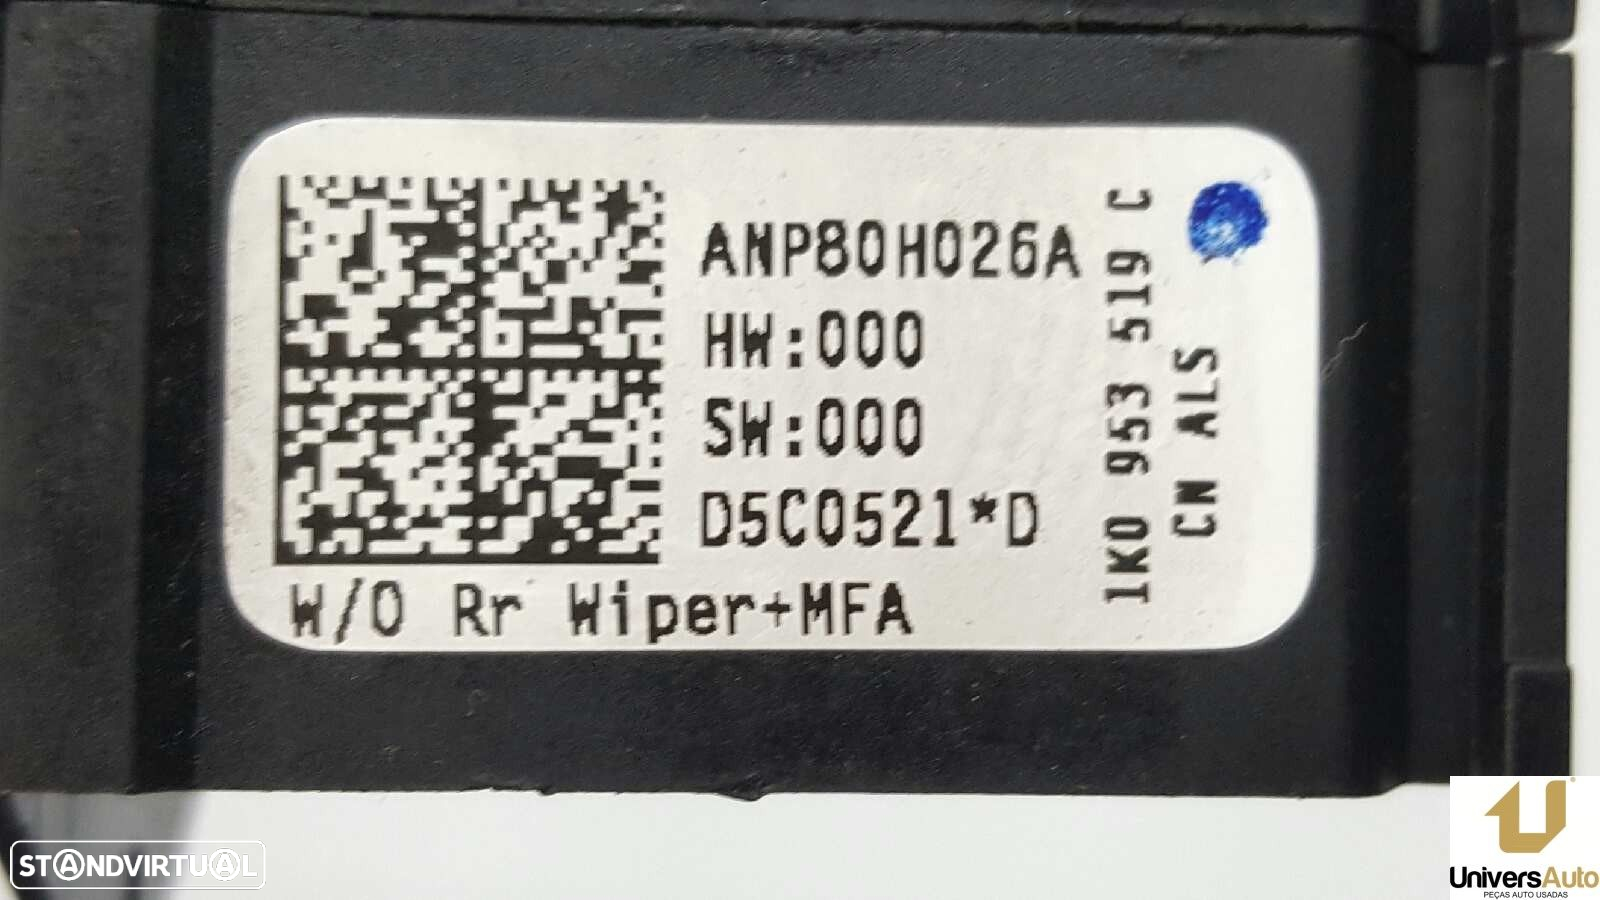 ANP80H026A
HW:000
SW:000
D5C0521*D
W/O Rr Wiper+MFA
1K0 953 519 C
CN ALS
STANDVIRTUAL
UniversAuto
PEÇAS AUTO USADAS